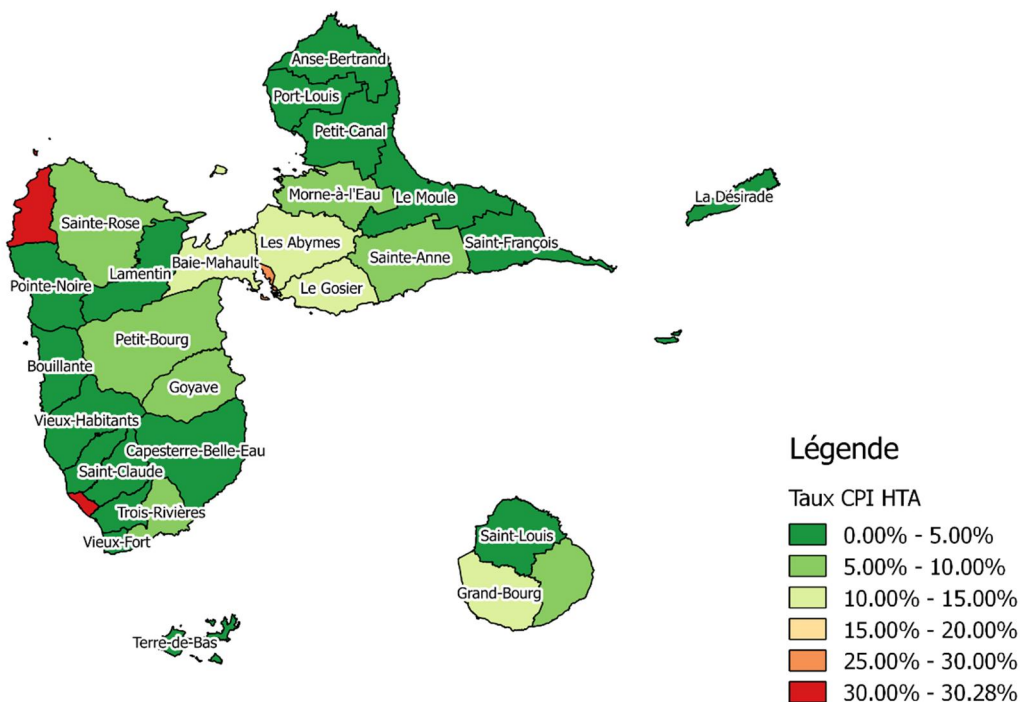 Anse-Bertrand
Port-Louis
Petit-Canal
Morne-à-l'Eau
Le Moule
La Désirade
Sainte-Rose
Les Abymes
Saint-François
Sainte-Anne
Baie-Mahault
Lamentin
Pointe-Noire
Le Gosier
Petit-Bourg
Bouillante
Goyave
Vieux-Habitants
Capesterre-Belle-Eau
Saint-Claude
Trois-Rivières
Vieux-Fort
Saint-Louis
Grand-Bourg
Terre-de-Bas
Légende
Taux CPI HTA
0.00% - 5.00%
5.00% - 10.00%
10.00% - 15.00%
15.00% - 20.00%
25.00% - 30.00%
30.00% - 30.28%